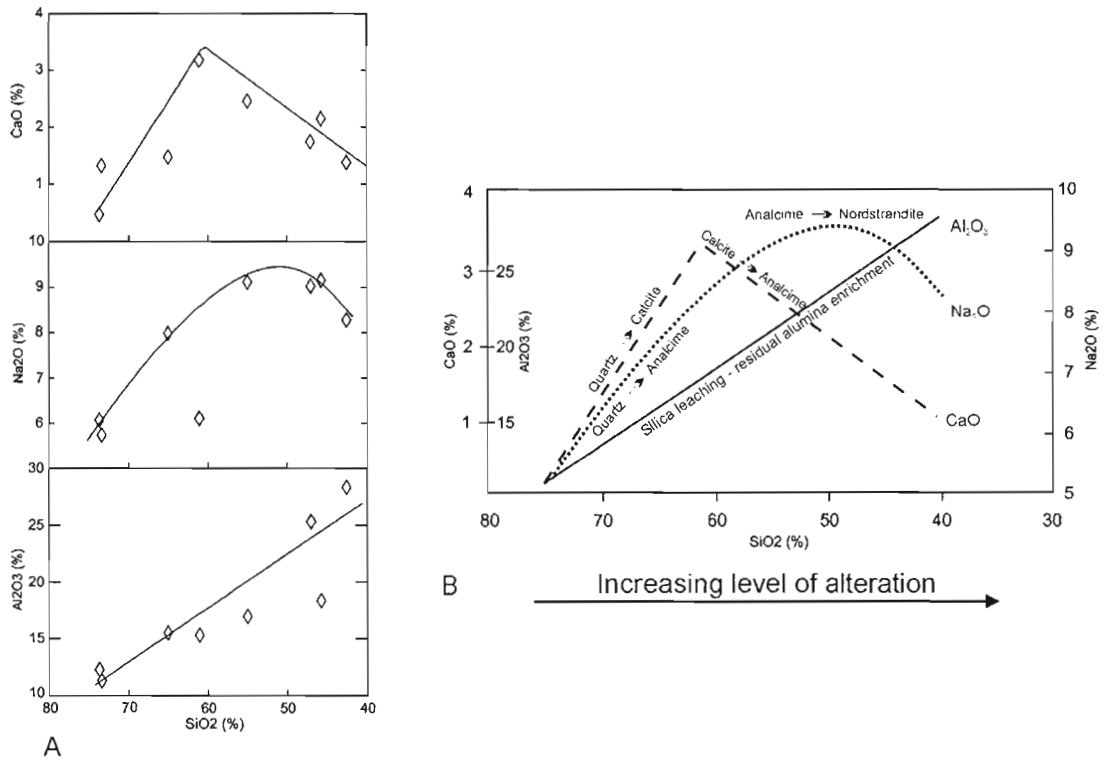 4
3
2
1
CaO (%)
10
9
8
7
6
Na2O (%)
30
25
20
15
10
Al2O3 (%)
70
60
50
40
SiO2 (%)
A
4
3
2
1
CaO (%)
25
20
15
Al2O3 (%)
10
9
8
7
6
5
Na2O (%)
Analcime → Nordstrandite
Calcite → Analcime
Quartz → Calcite
Quartz → Analcime
Silica leaching - residual alumina enrichment
Al₂O₃
Na₂O
CaO
80
70
60
50
40
30
SiO2 (%)
B
Increasing level of alteration